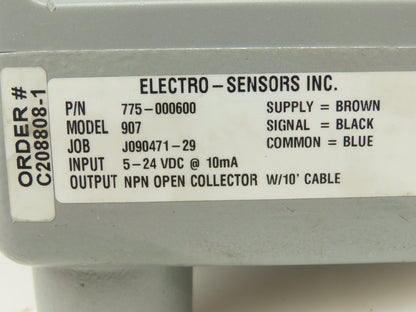 ORDER #
C208808-1
ELECTRO-SENSORS INC.
P/N 775-000600 SUPPLY = BROWN
MODEL 907 SIGNAL = BLACK
JOB J090471-29 COMMON = BLUE
INPUT 5-24 VDC @ 10mA
OUTPUT NPN OPEN COLLECTOR W/10' CABLE